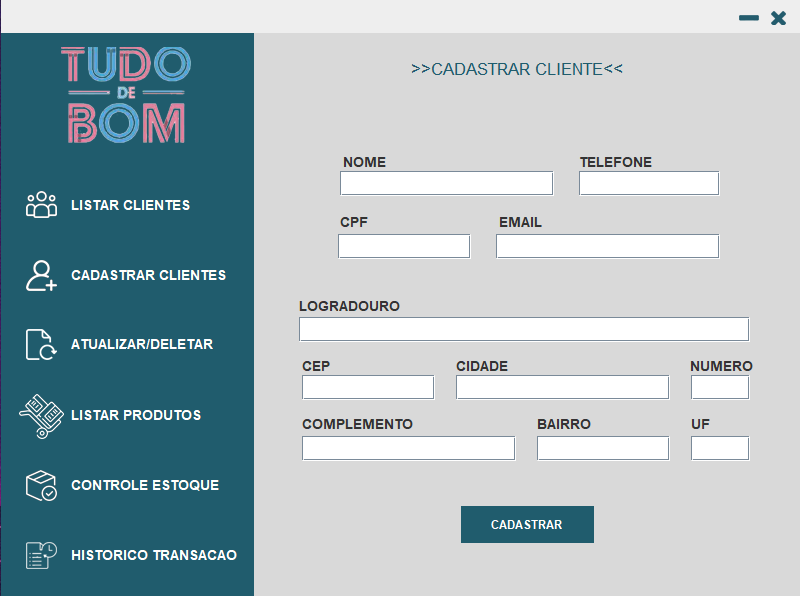 TUDO
DE
BOM
LISTAR CLIENTES
CADASTRAR CLIENTES
ATUALIZAR/DELETAR
LISTAR PRODUTOS
CONTROLE ESTOQUE
HISTORICO TRANSACAO
>>CADASTRAR CLIENTE<<
NOME TELEFONE
CPF EMAIL
LOGRADOURO
CEP CIDADE NUMERO
COMPLEMENTO BAIRRO UF
CADASTRAR